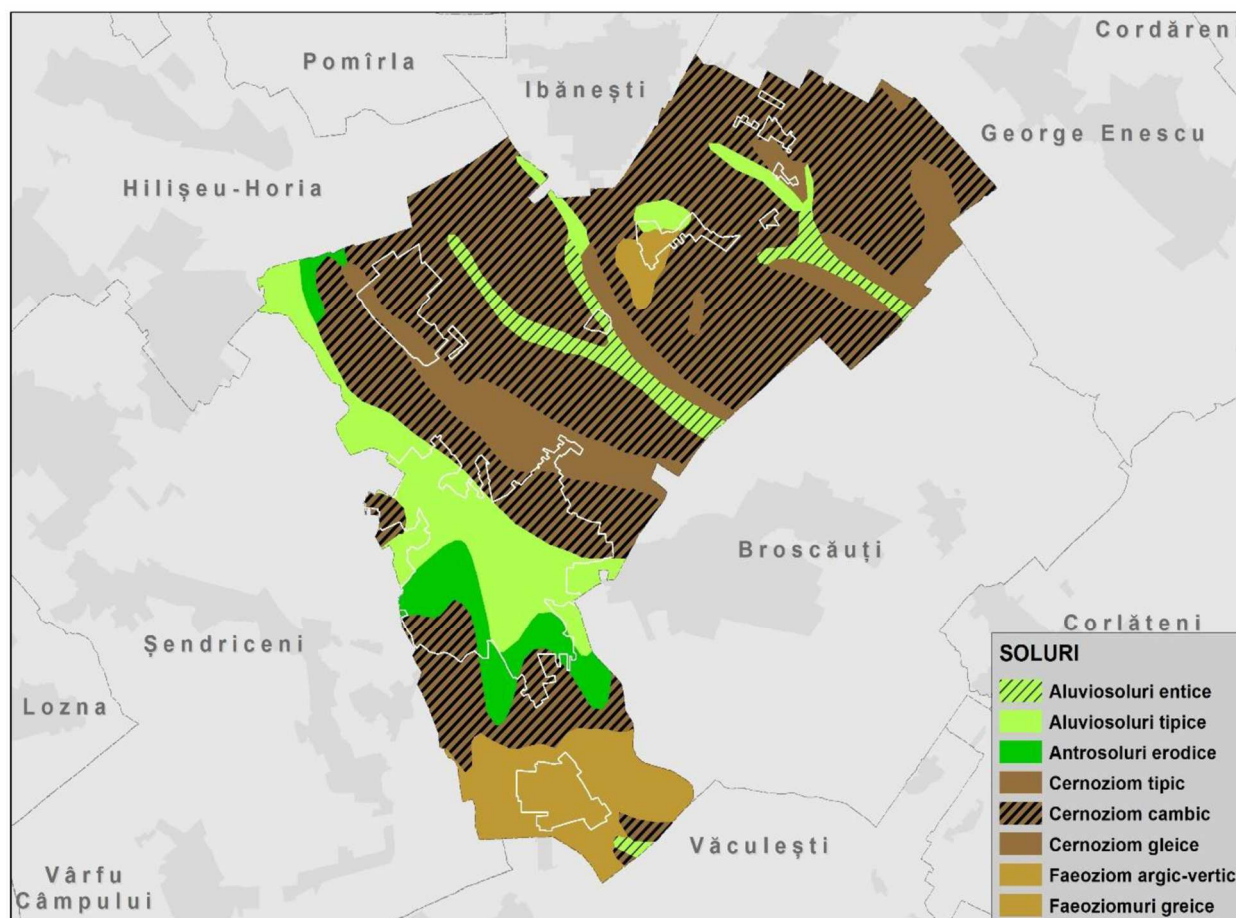 Cordăreni
Pomîrla
Ibănești
George Enescu
Hilișeu-Horia
Broscăuți
Corlăteni
Șendriceni
Lozna
Văculești
Vârfu
Câmpului
SOLURI
Aluviosoluri entice
Aluviosoluri tipice
Antrosoluri erodice
Cernoziom tipic
Cernoziom cambic
Cernoziom gleice
Faeoziom argic-vertic
Faeoziomuri greice